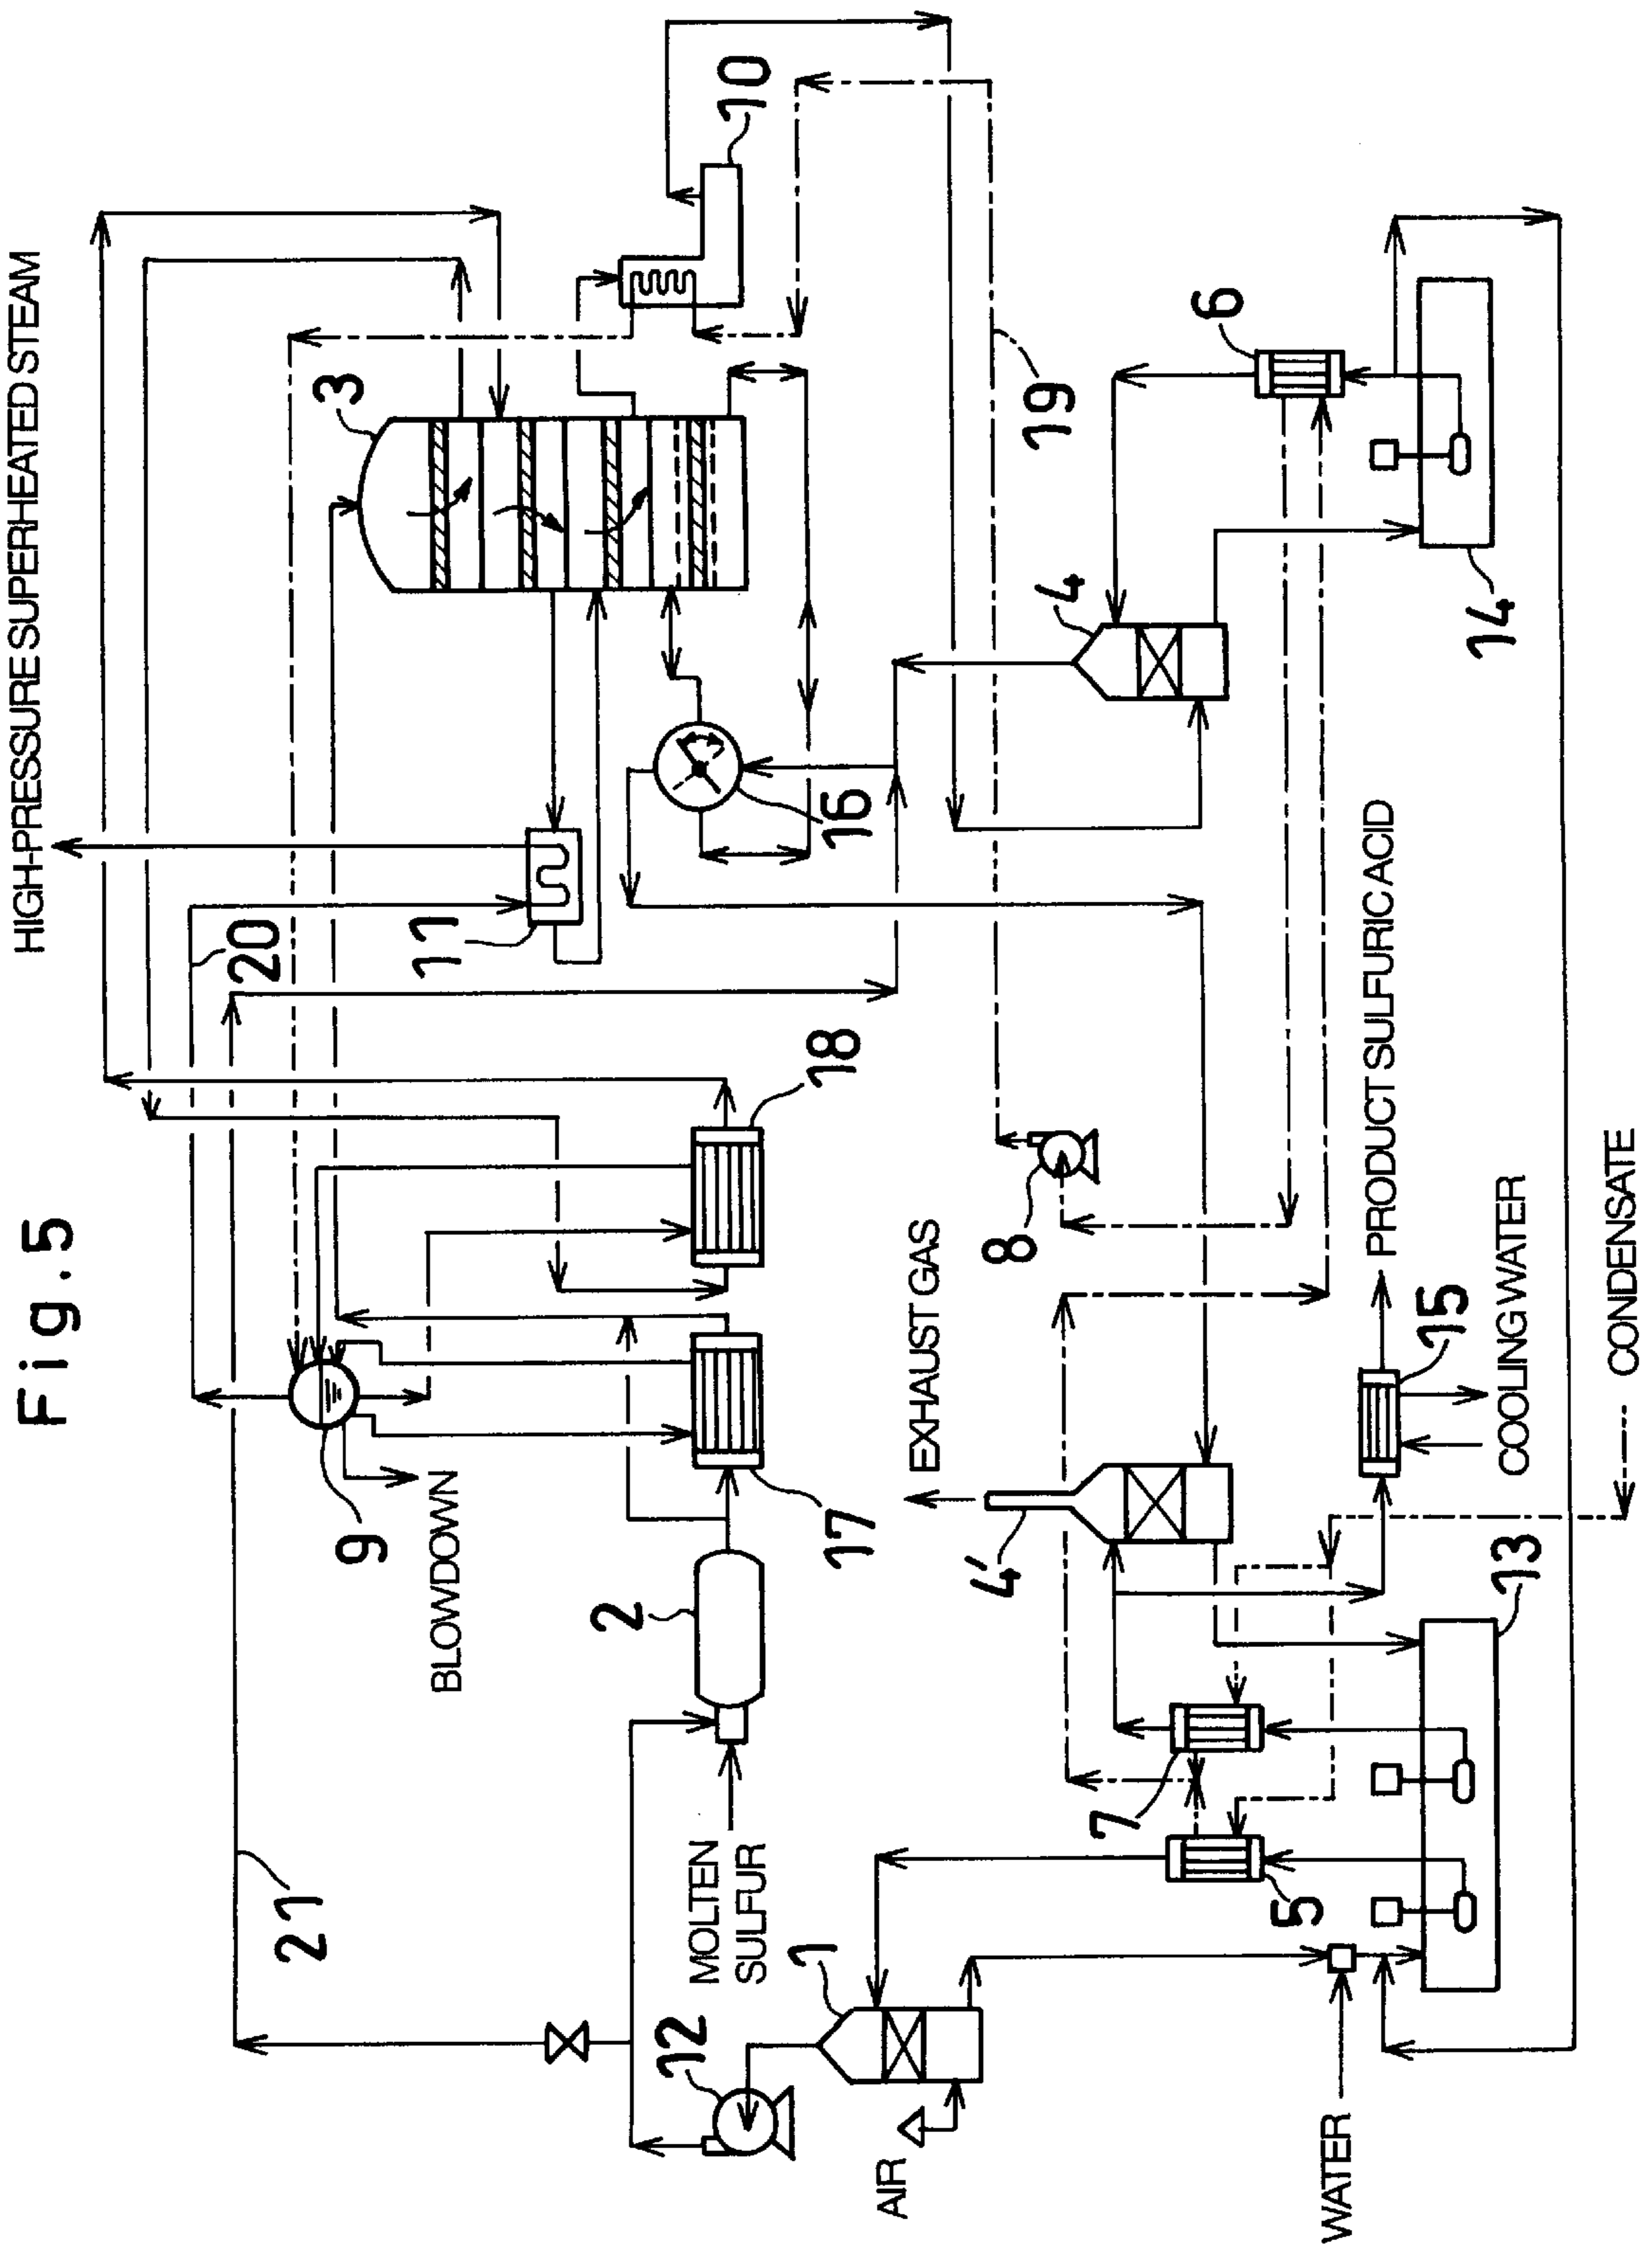 Fig.5
HIGH-PRESSURE SUPERHEATED STEAM
20
3
11
10
21
9
BLOWDOWN
18
17
2
16
19
MOLTEN
SULFUR
12
1
AIR
EXHAUST GAS
4'
8
4
6
14
7
5
13
15
PRODUCT SULFURIC ACID
COOLING WATER
CONDENSATE
WATER